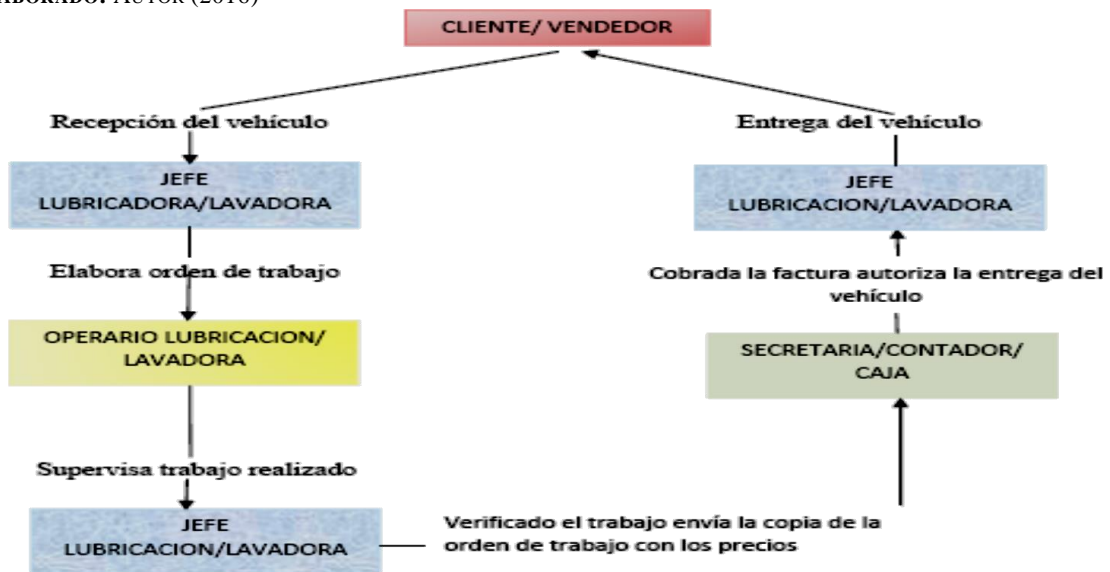 CLIENTE/ VENDEDOR
Recepción del vehículo
JEFE
LUBRICADORA/LAVADORA
Elabora orden de trabajo
OPERARIO LUBRICACION/
LAVADORA
Supervisa trabajo realizado
JEFE
LUBRICACION/LAVADORA
Verificado el trabajo envía la copia de la
orden de trabajo con los precios
SECRETARIA/CONTADOR/
CAJA
Cobrada la factura autoriza la entrega del
vehículo
JEFE
LUBRICACION/LAVADORA
Entrega del vehículo